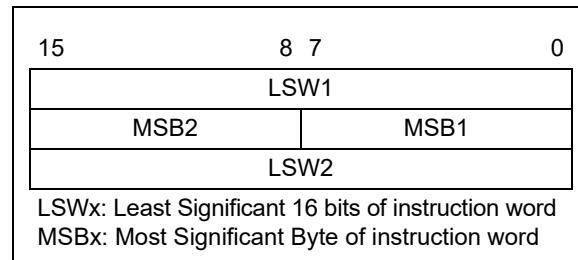 15 8 7 0
LSW1
MSB2 MSB1
LSW2
LSWx: Least Significant 16 bits of instruction word
MSBx: Most Significant Byte of instruction word